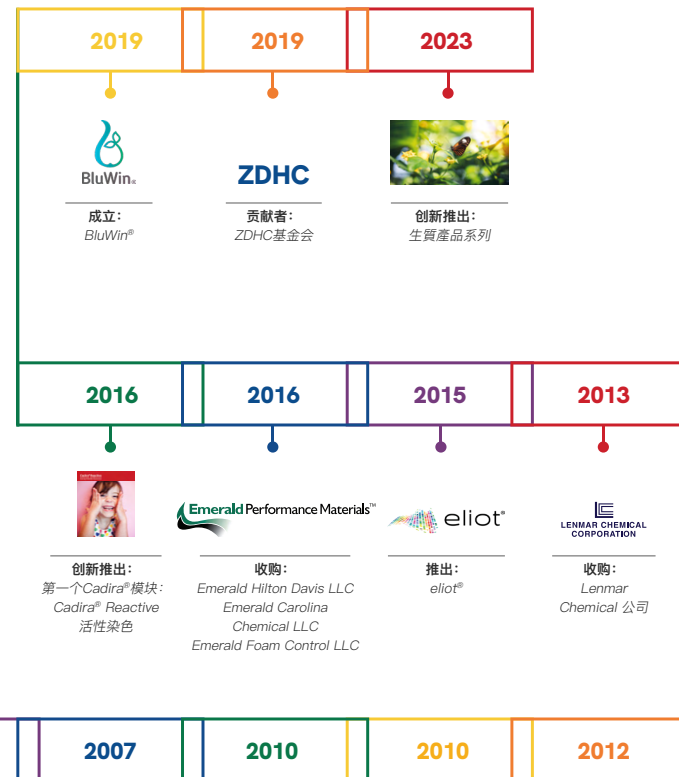 2019
2019
2023
BluWin®
ZDHC
成立：
BluWin®
贡献者：
ZDHC基金会
创新推出：
生質產品系列
2016
2016
2015
2013
Emerald Performance Materials™
eliot®
LENMAR CHEMICAL
CORPORATION
创新推出：
第一个Cadira®模块：
Cadira® Reactive
活性染色
收购：
Emerald Hilton Davis LLC
Emerald Carolina
Chemical LLC
Emerald Foam Control LLC
推出：
eliot®
收购：
Lenmar
Chemical 公司
2007
2010
2010
2012